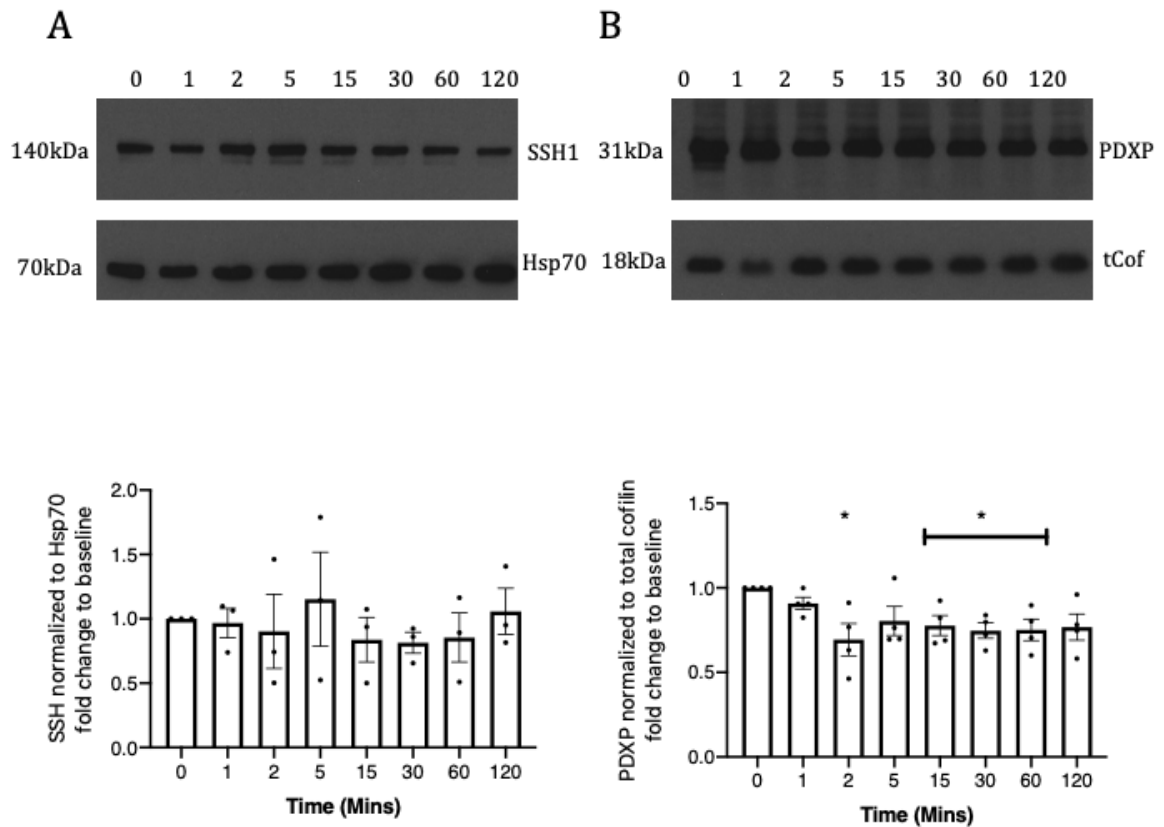 A
0 1 2 5 15 30 60 120
140kDa
SSH1
70kDa
Hsp70
B
0 1 2 5 30 60 120
31kDa
PDXP
18kDa
tCof
SSH normalized to Hsp70
fold change to baseline
2.0
1.5
1.0
0.5
0.0
0 1 2 5 15 30 60 120
Time (Mins)
PDXP normalized to total cofilin
fold change to baseline
1.5
1.0
0.5
0.0
* *
0 1 2 5 15 30 60 120
Time (Mins)